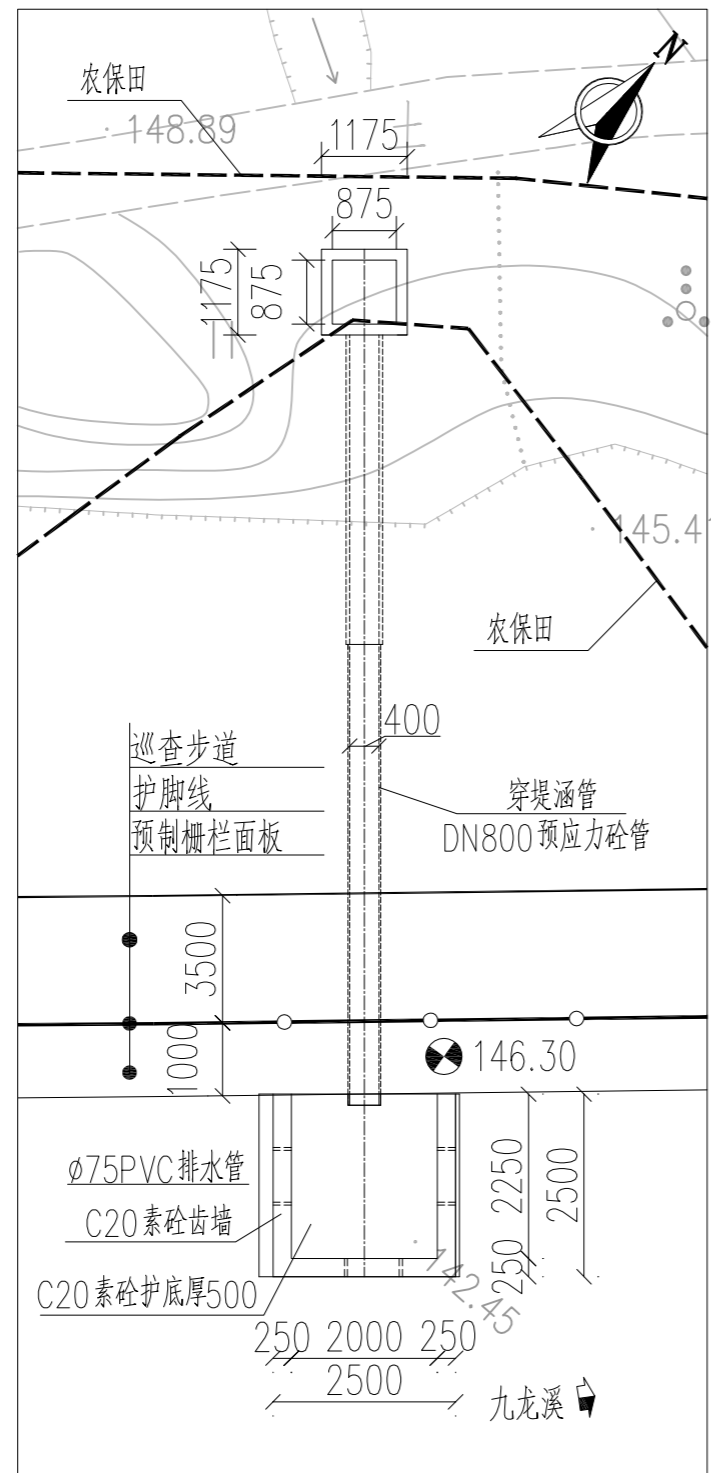 农保田
N
148.89
1175
875
1175
875
145.41
农保田
400
巡查步道
护脚线
预制栅栏面板
穿堤涵管
DN800预应力砼管
3500
1000
146.30
φ75PVC排水管
C20素砼齿墙
C20素砼护底厚500
2250
250
2500
142.45
250 2000 250
2500
九龙溪